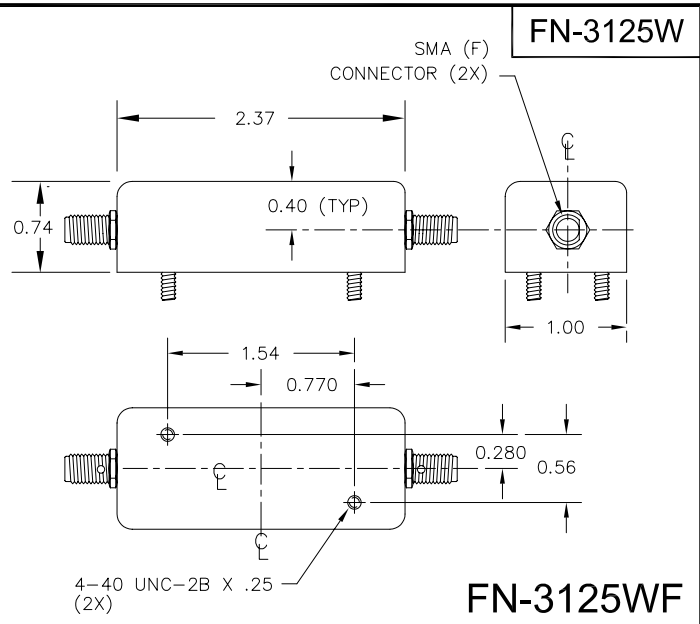 FN-3125W
SMA (F)
CONNECTOR (2X)
2.37
℄
0.74
0.40 (TYP)
1.00
1.54
0.770
0.280
0.56
℄
℄
4-40 UNC-2B X .25
(2X)
FN-3125WF